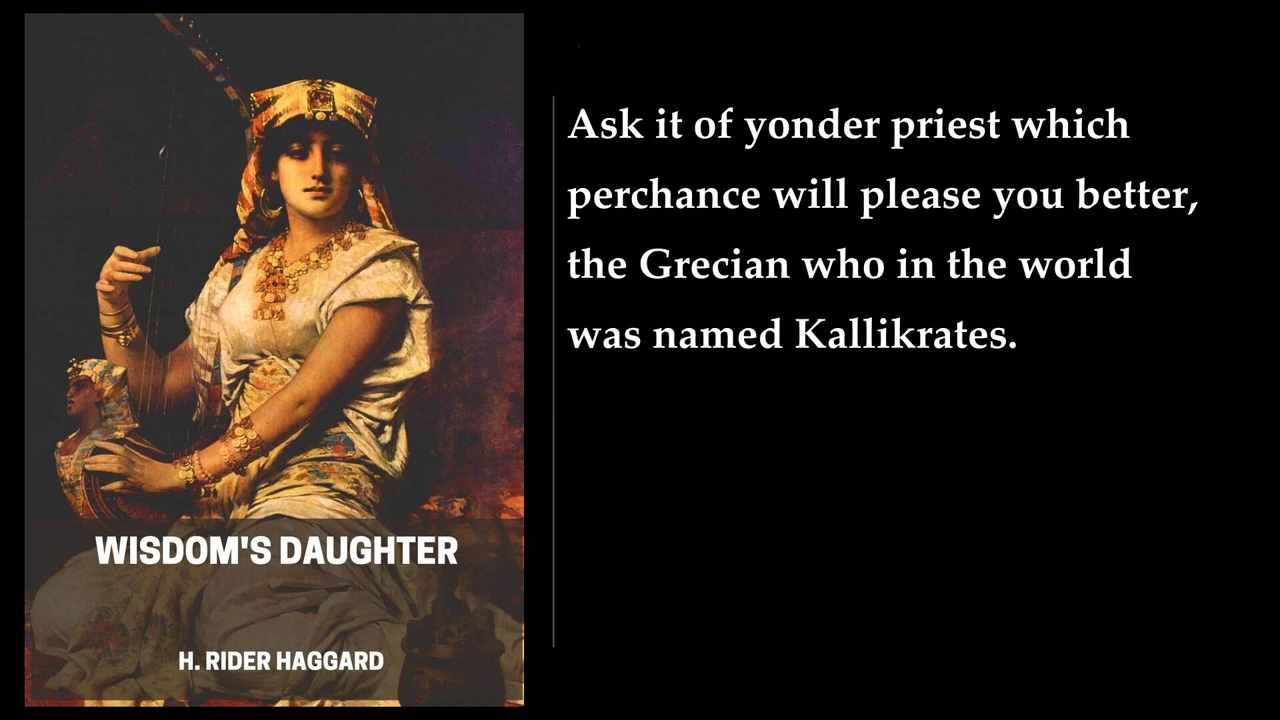 WISDOM'S DAUGHTER
H. RIDER HAGGARD
Ask it of yonder priest which
perchance will please you better,
the Grecian who in the world
was named Kallikrates.